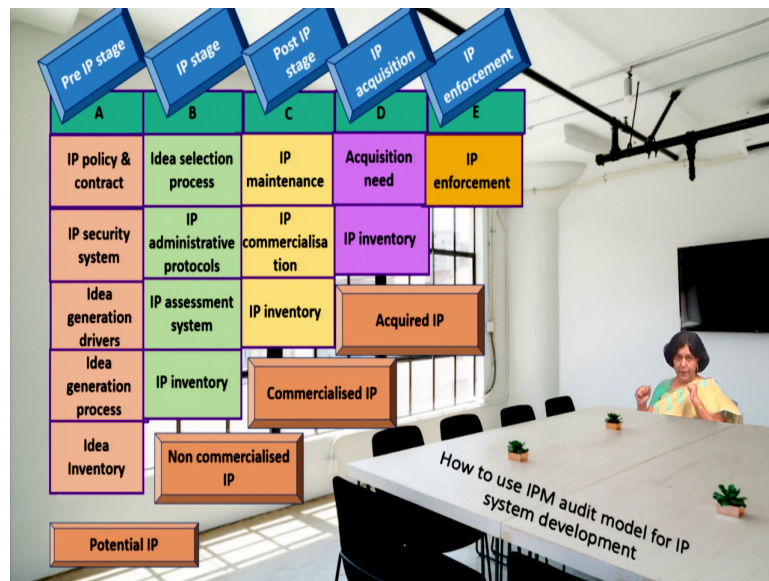 Pre IP stage
IP stage
Post IP
stage
IP
acquisition
IP
enforcement
A
B
C
D
E
IP policy &
contract
Idea selection
process
IP
maintenance
Acquisition
need
IP
enforcement
IP security
system
IP
administrative
protocols
IP
commercialisa
tion
IP inventory
Idea
generation
drivers
IP assessment
system
IP inventory
Acquired IP
Idea
generation
process
IP inventory
Commercialised IP
Idea
Inventory
Non commercialised
IP
Potential IP
How to use IPM audit model for IP
system development